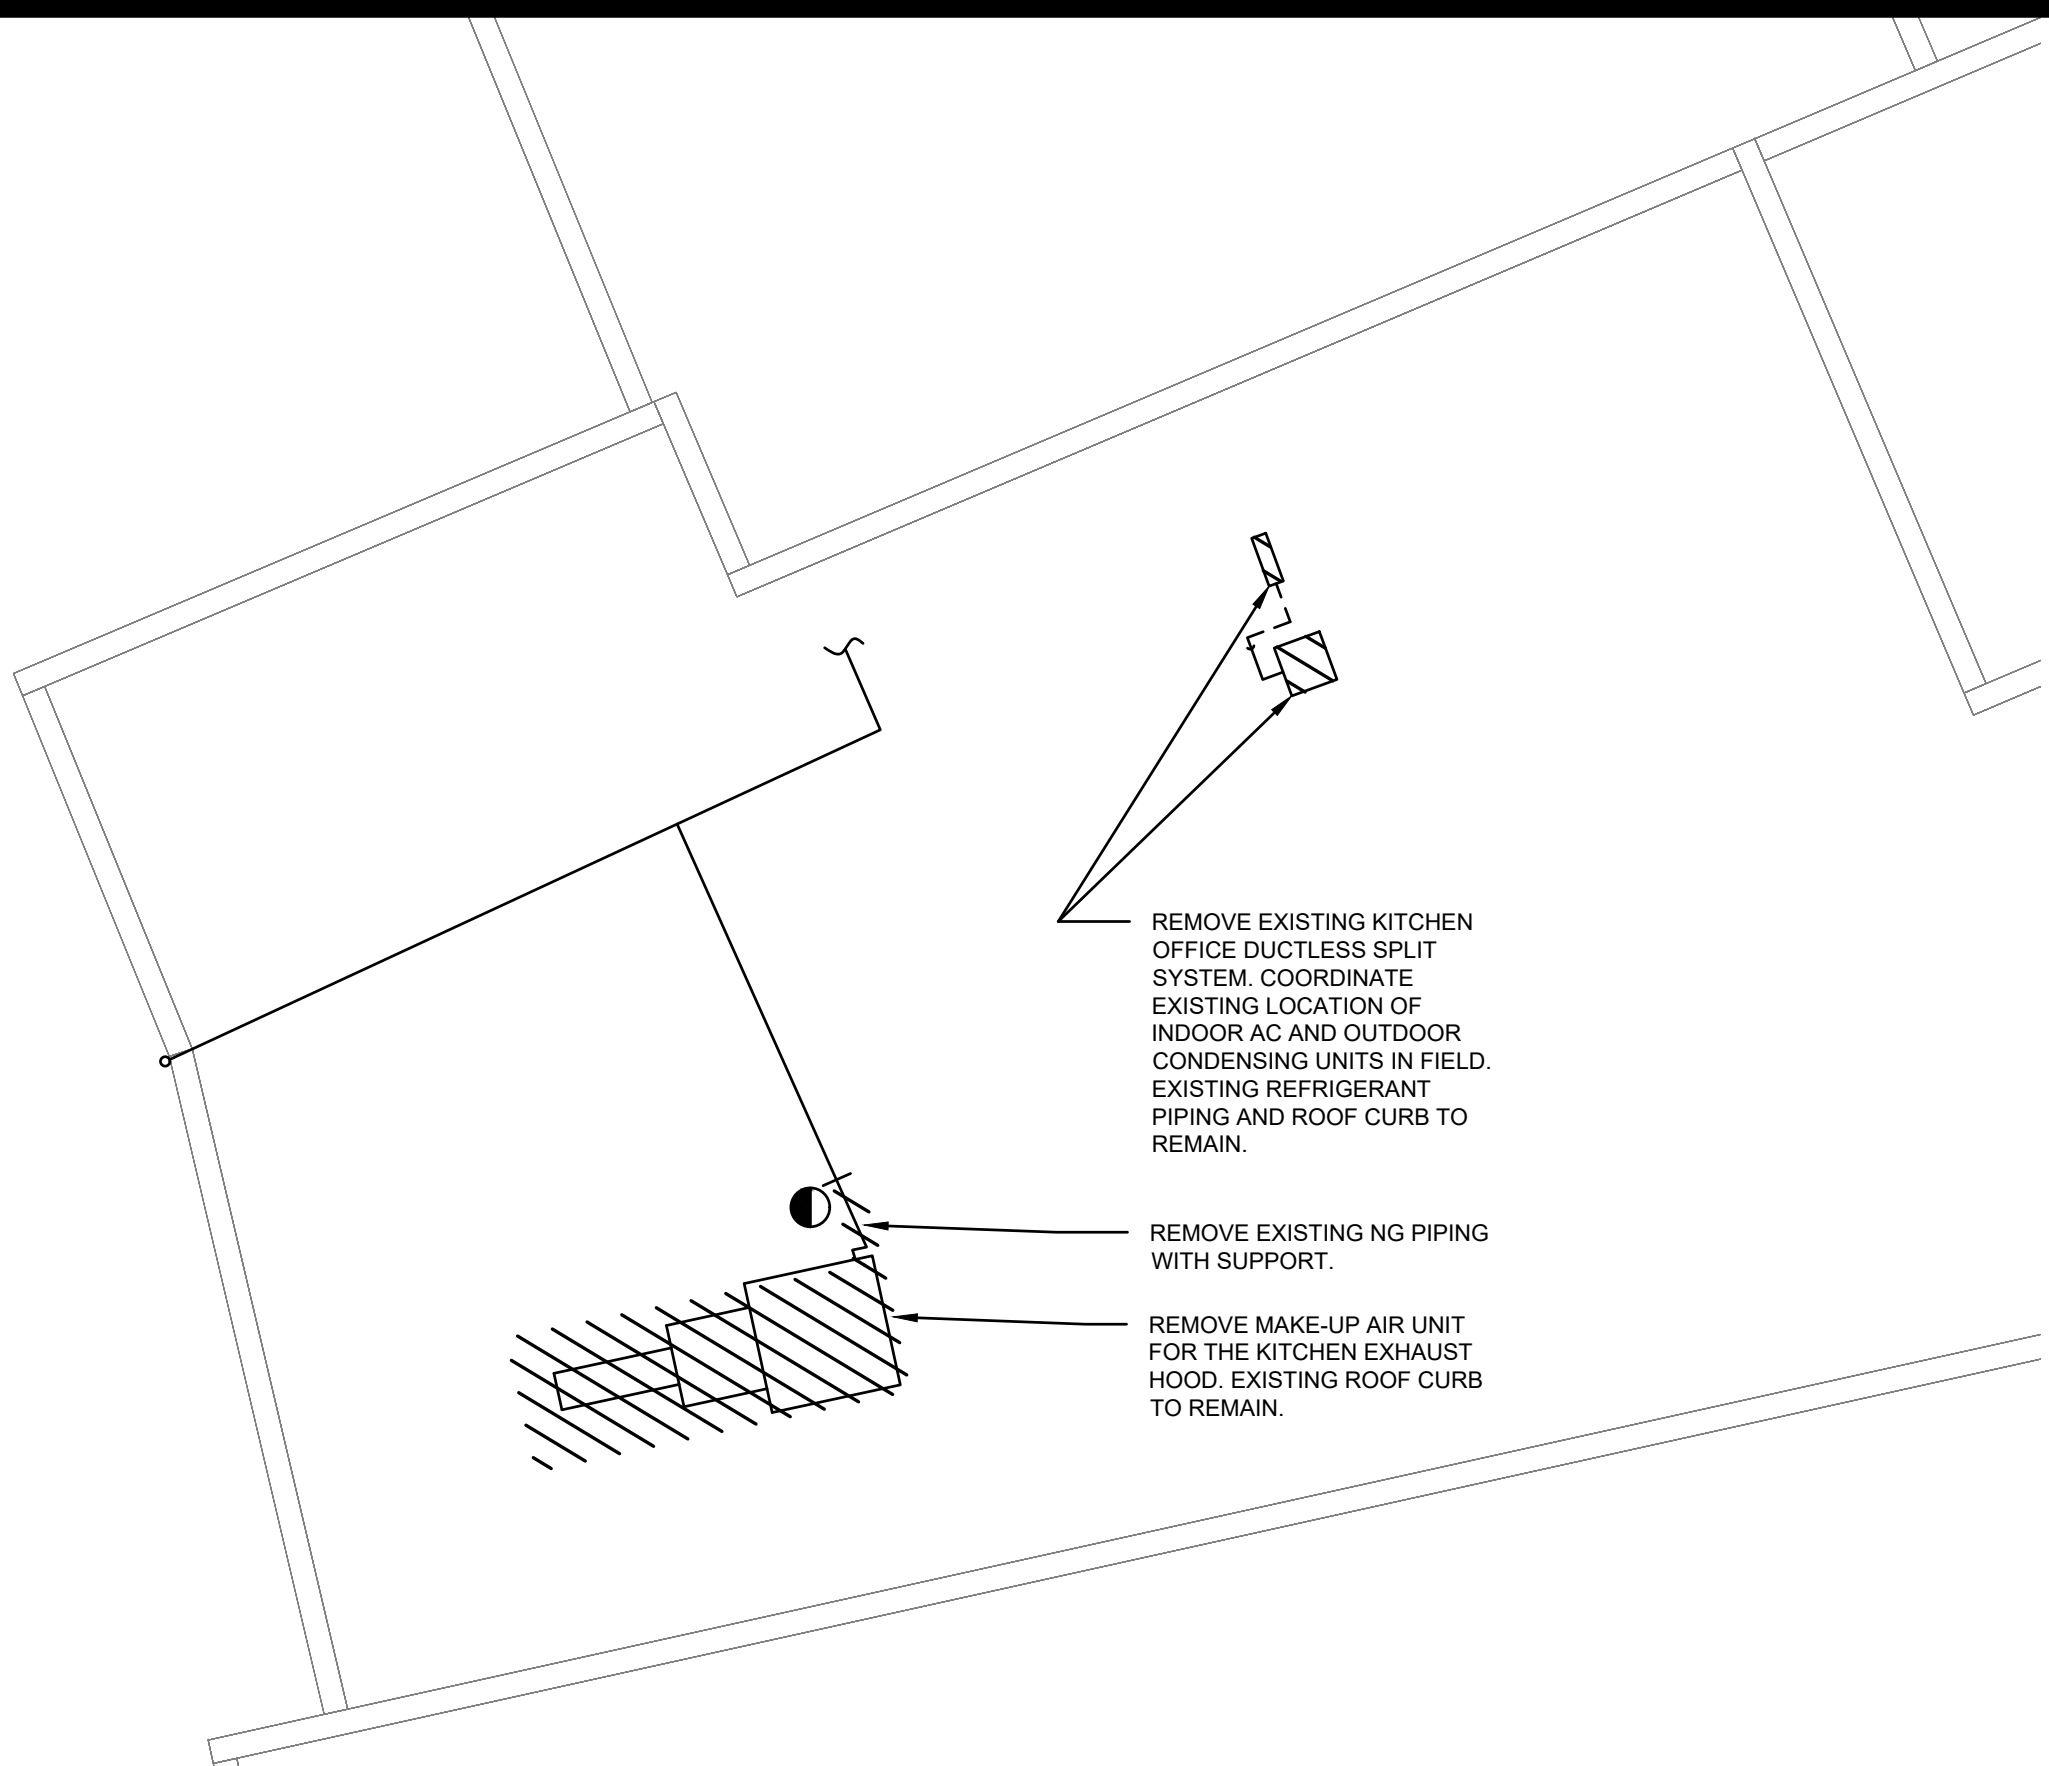 REMOVE EXISTING KITCHEN
OFFICE DUCTLESS SPLIT
SYSTEM. COORDINATE
EXISTING LOCATION OF
INDOOR AC AND OUTDOOR
CONDENSING UNITS IN FIELD.
EXISTING REFRIGERANT
PIPING AND ROOF CURB TO
REMAIN.
REMOVE EXISTING NG PIPING
WITH SUPPORT.
REMOVE MAKE-UP AIR UNIT
FOR THE KITCHEN EXHAUST
HOOD. EXISTING ROOF CURB
TO REMAIN.